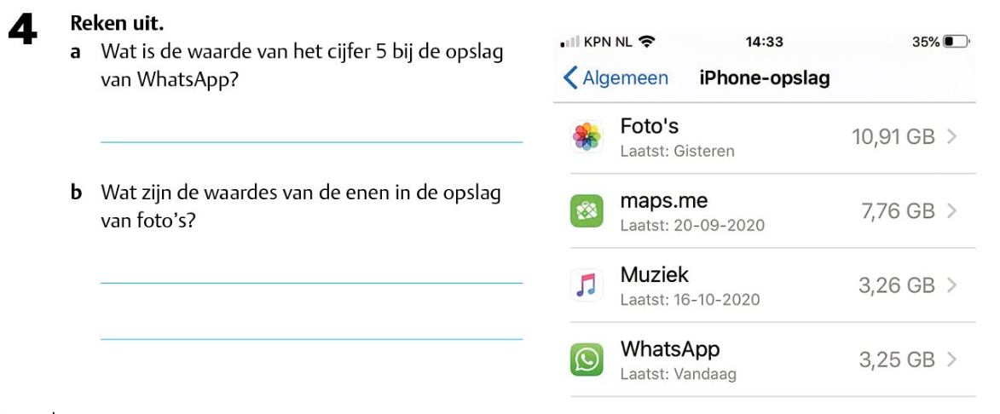 4 Reken uit.
a Wat is de waarde van het cijfer 5 bij de opslag
van WhatsApp?
b Wat zijn de waardes van de enen in de opslag
van foto’s?
KPN NL 14:33 35%
Algemeen iPhone-opslag
Foto's
Laatst: Gisteren
10,91 GB
maps.me
Laatst: 20-09-2020
7,76 GB
Muziek
Laatst: 16-10-2020
3,26 GB
WhatsApp
Laatst: Vandaag
3,25 GB